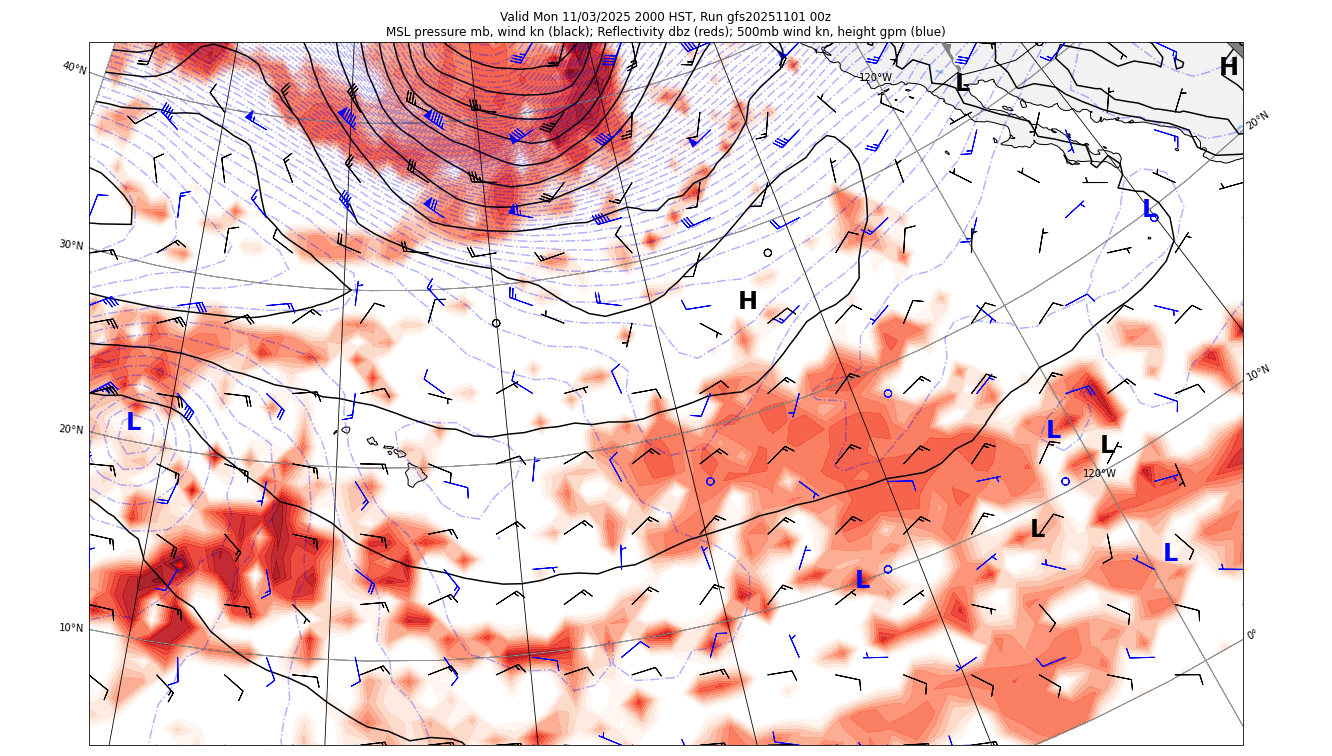 Valid Mon 11/03/2025 2000 HST, Run gfs20251101 00z
MSL pressure mb, wind kn (black); Reflectivity dbz (reds); 500mb wind kn, height gpm (blue)
40°N
120°W
L
H
20°N
L
30°N
H
10°N
L
20°N
L
L
120°W
L
L
L
10°N
0°